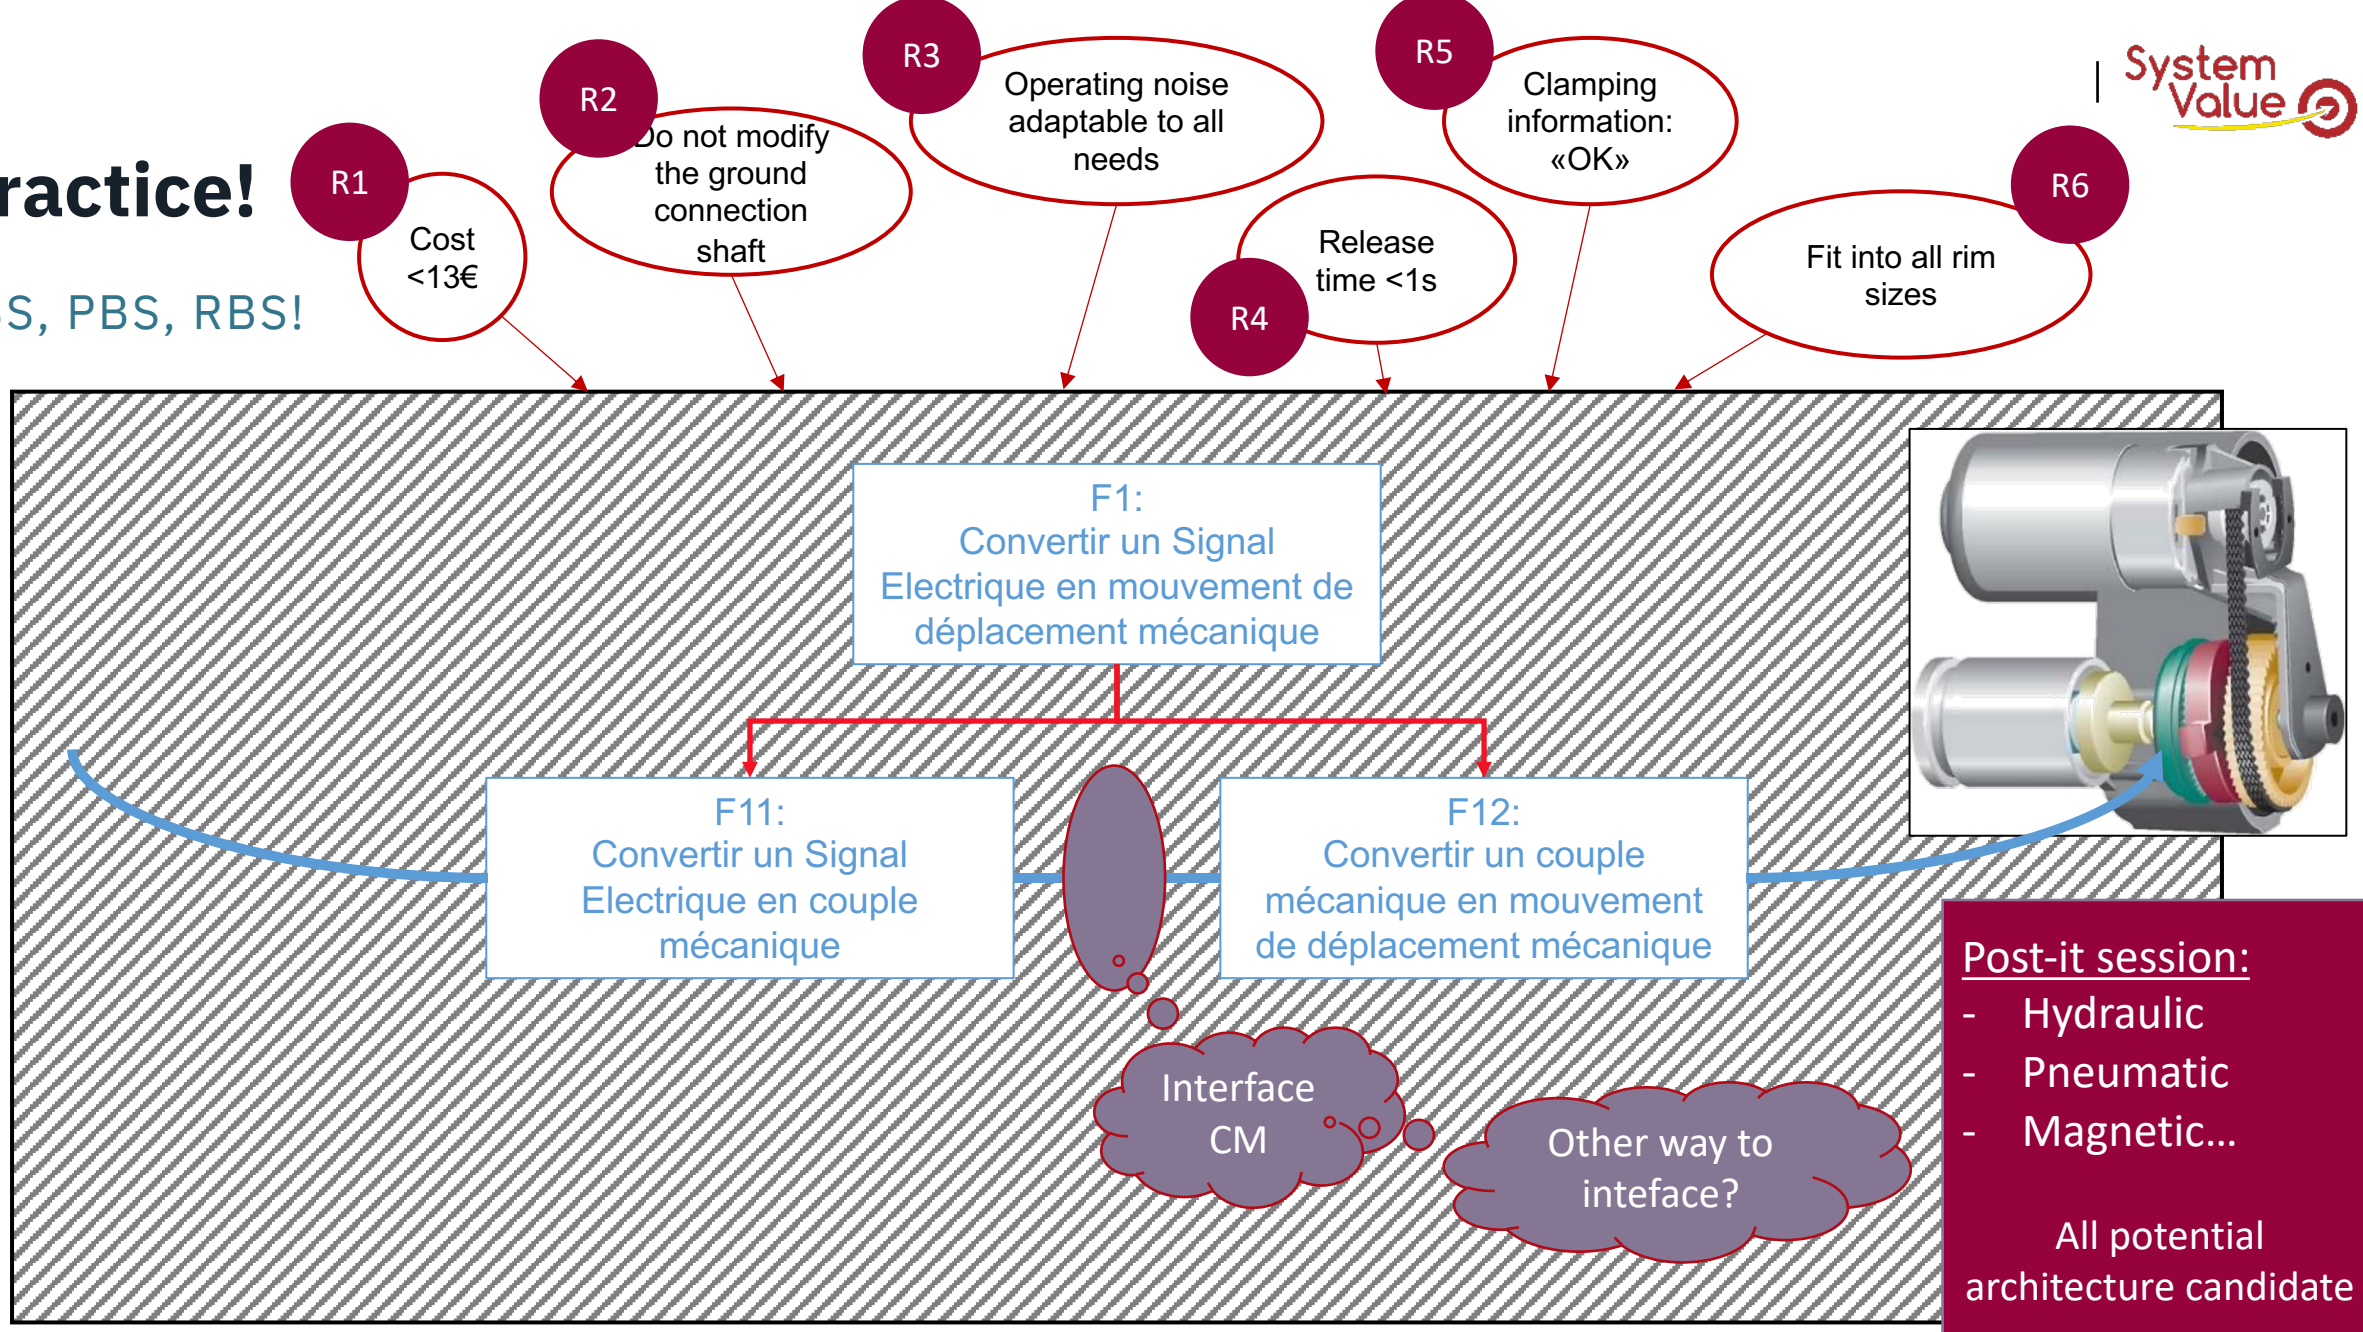 R3
R5
System
Value
R2
Operating noise
adaptable to all
needs
Clamping
information:
«OK»
Do not modify
the ground
connection
shaft
ractice!
R1
R6
Cost
<13€
Release
time <1s
Fit into all rim
sizes
S, PBS, RBS!
R4
F1:
Convertir un Signal
Electrique en mouvement de
déplacement mécanique
F11:
Convertir un Signal
Electrique en couple
mécanique
F12:
Convertir un couple
mécanique en mouvement
de déplacement mécanique
Interface
CM
Other way to
inteface?
Post-it session:
- Hydraulic
- Pneumatic
- Magnetic...
All potential
architecture candidate